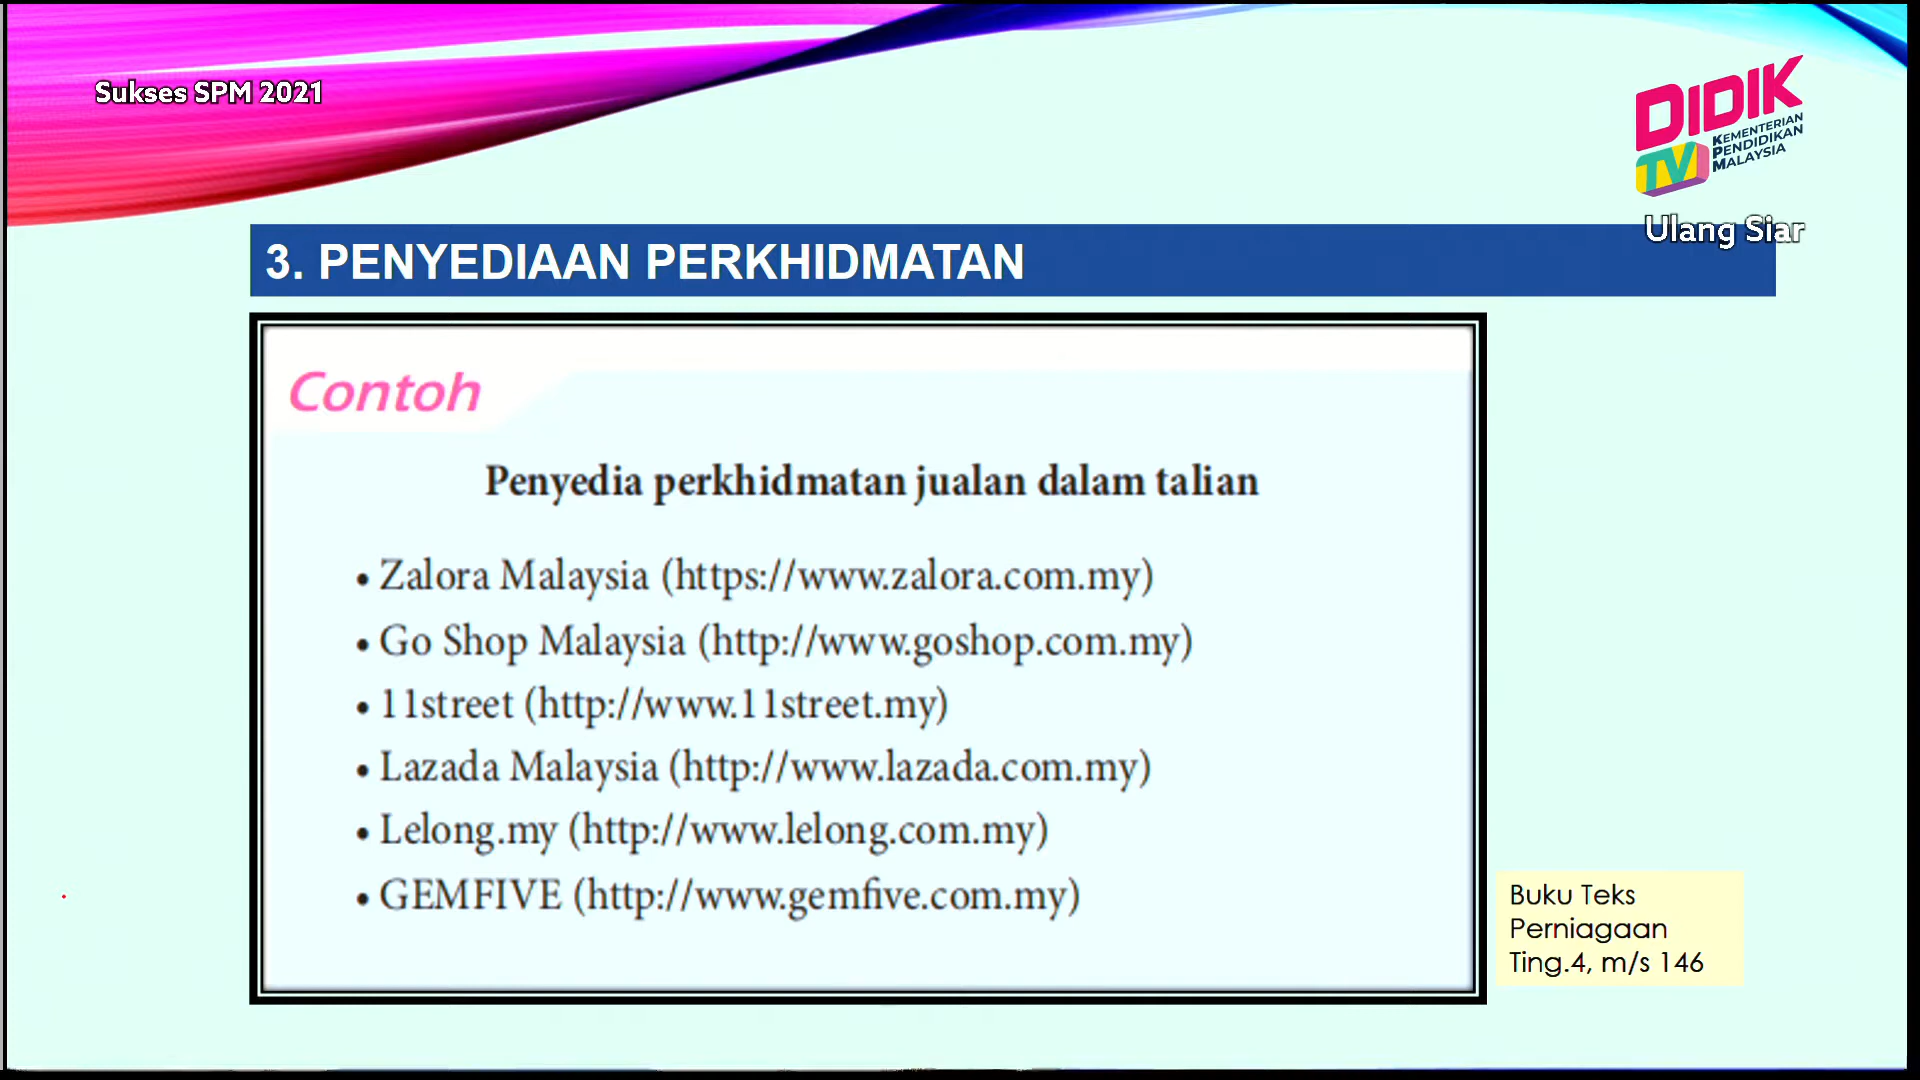 Sukses SPM 2021
DIDIK
TV
KEMENTERIAN
PENDIDIKAN
MALAYSIA
Ulang Siar
3. PENYEDIAAN PERKHIDMATAN
Contoh
Penyedia perkhidmatan jualan dalam talian
• Zalora Malaysia (https://www.zalora.com.my)
• Go Shop Malaysia (http://www.goshop.com.my)
• 11street (http://www.11street.my)
• Lazada Malaysia (http://www.lazada.com.my)
• Lelong.my (http://www.lelong.com.my)
• GEMFIVE (http://www.gemfive.com.my)
Buku Teks
Perniagaan
Ting.4, m/s 146